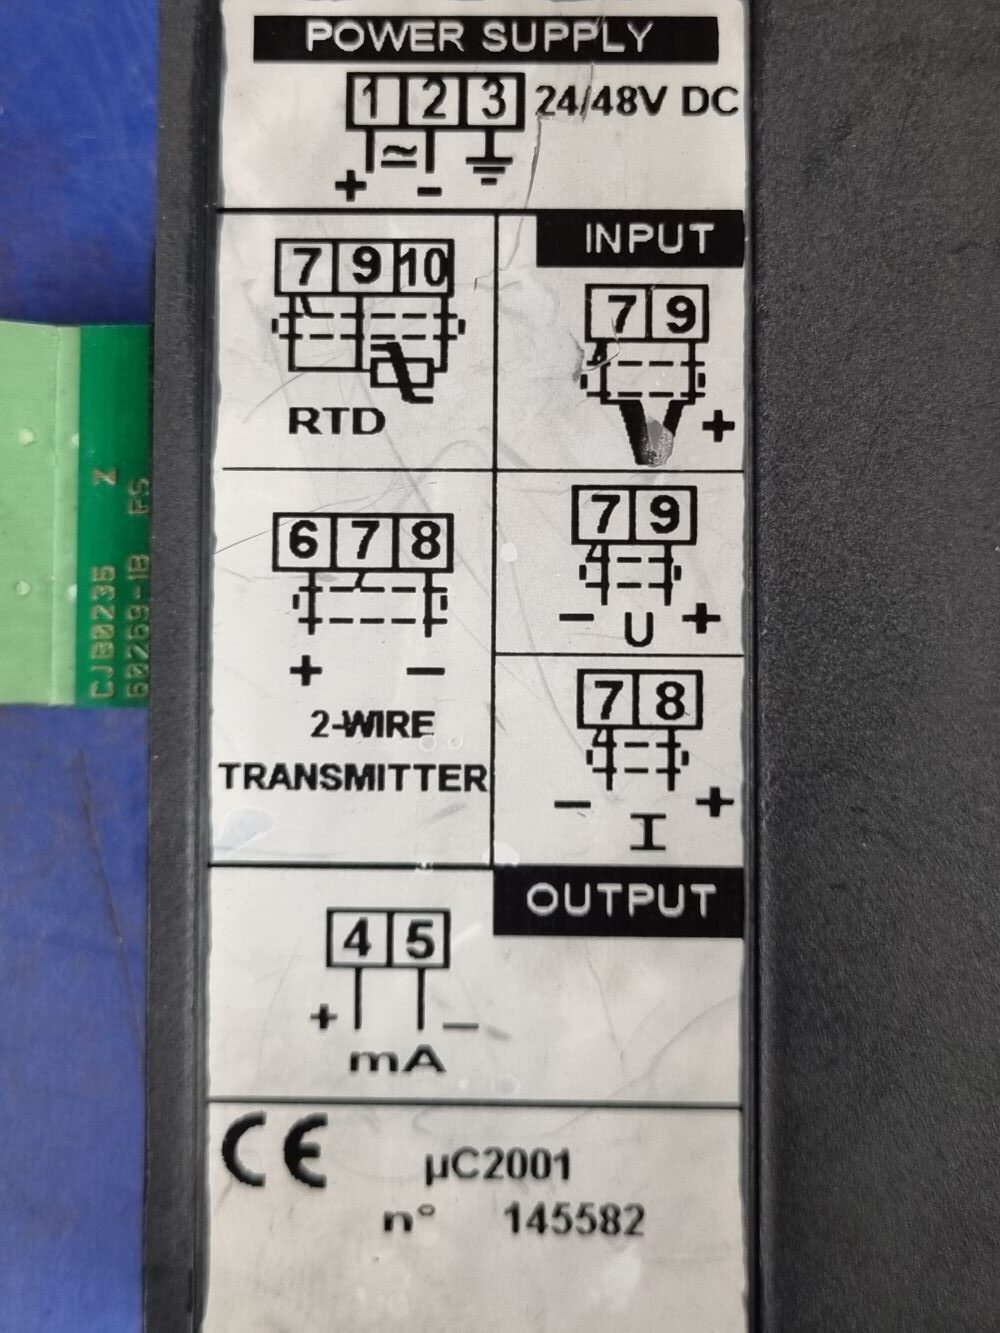 POWER SUPPLY
1 2 3 24/48V DC
+ ≃ -
INPUT
7 9 10
RTD
7 9
+
6 7 8
+ -
2-WIRE
TRANSMITTER
7 9
- U +
7 8
- I +
OUTPUT
4 5
+ -
mA
CE µC2001
n° 145582
CJ80235 Z
60269-1B FS